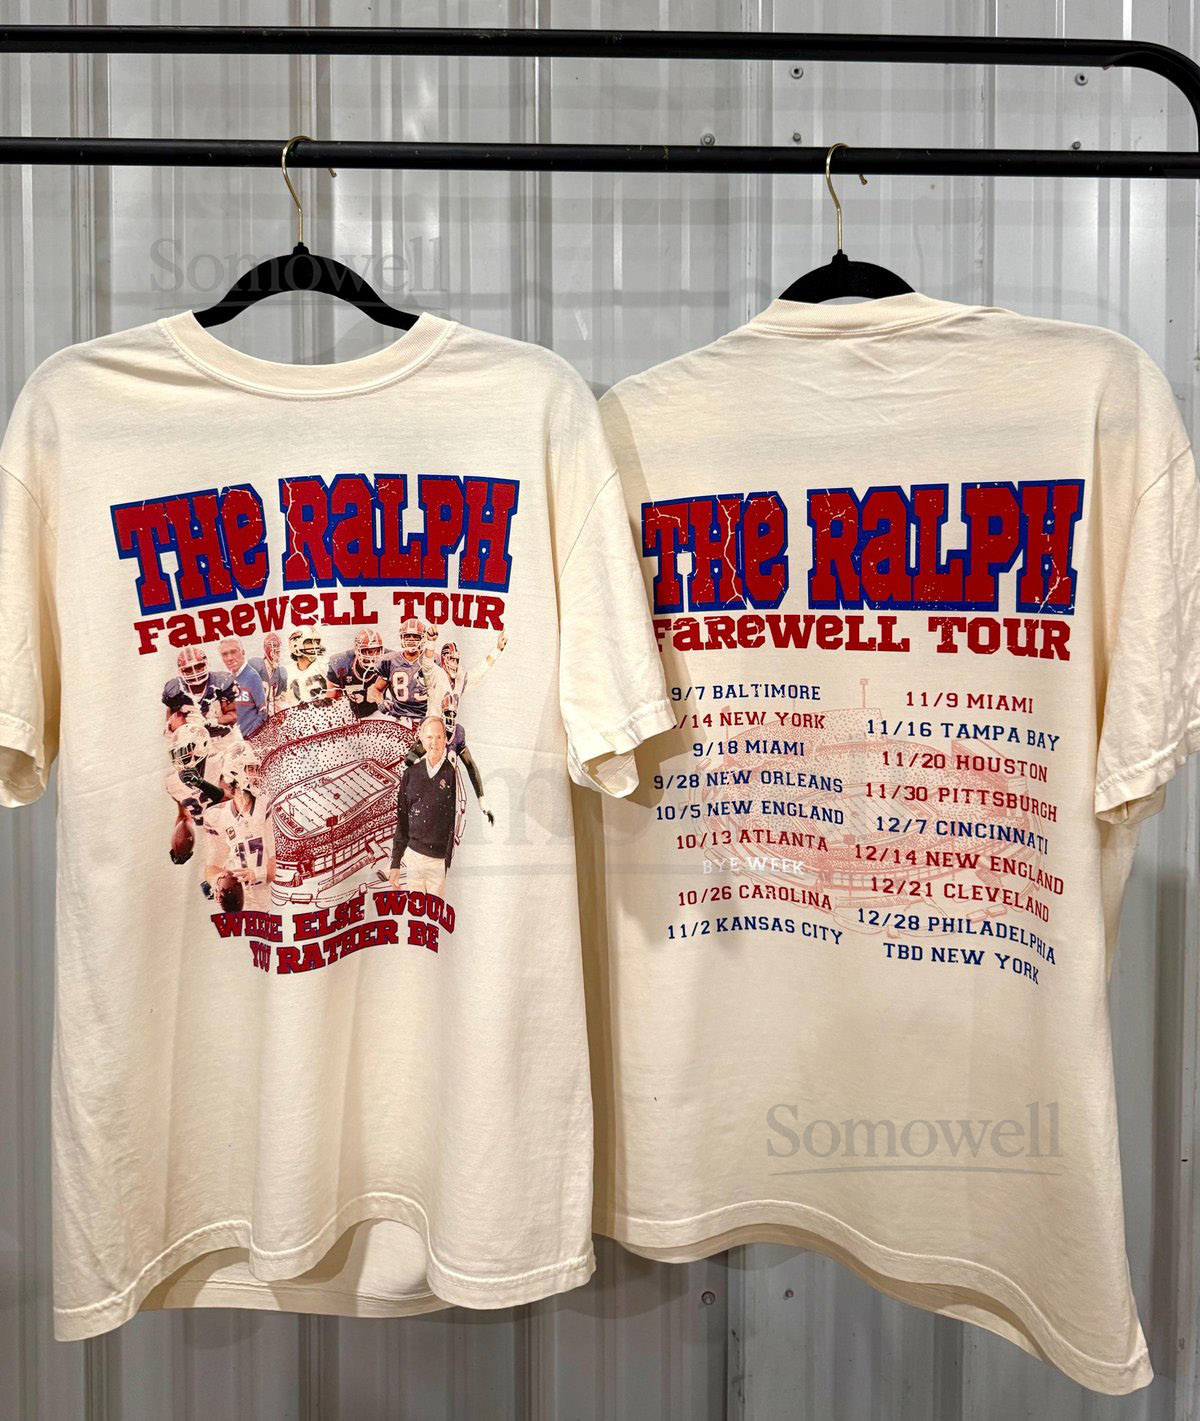 Somowell
THE RaLPH
FaReWeLL TOUR
12
17
WHERE ELSE WOULD
YOU RATHER BE
THE RaLPH
FaReWeLL TOUR
9/7 BALTIMORE
/14 NEW YORK
9/18 MIAMI
9/28 NEW ORLEANS
10/5 NEW ENGLAND
10/13 ATLANTA
BYE WEEK
10/26 CAROLINA
11/2 KANSAS CITY
11/9 MIAMI
11/16 TAMPA BAY
11/20 HOUSTON
11/30 PITTSBURGH
12/7 CINCINNATI
12/14 NEW ENGLAND
12/21 CLEVELAND
12/28 PHILADELPHIA
TBD NEW YORK
Somowell